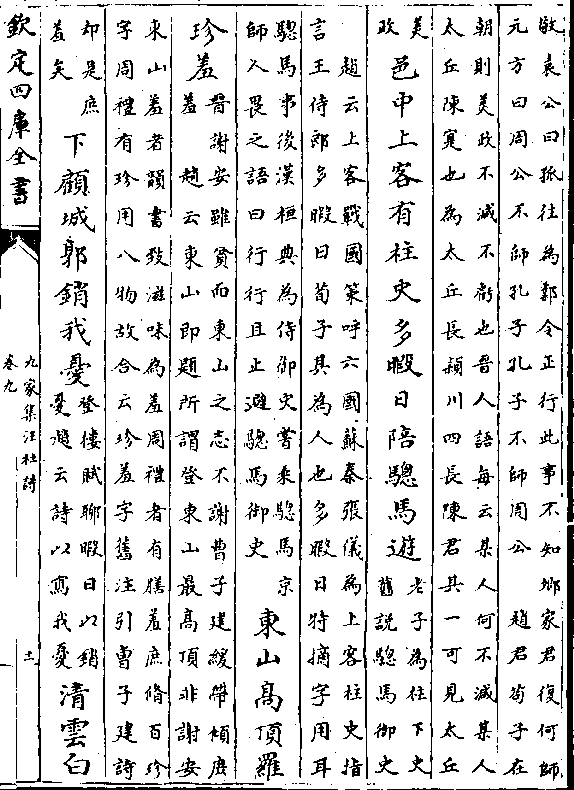 敬袁公曰孤往為鄴令正行此事不知卿家君復何師
元方曰周公不師孔子孔子不師周公 趙君荀子在
朝則美政不減不虧也晉人語每云某人何不減某人
太丘陳寔也為太丘長潁川四長陳君其一可見太丘
美
政
邑中上客有柱史多暇日陪驄馬遊
老子為柱下史
舊說驄馬御史
趙云上客戰國策呼六國蘇秦張儀為上客柱史指
言王侍郎多暇日荀子其為人也多暇日特摘字用耳
驄馬事後漢桓典為侍御史嘗乘驄馬京
師人畏之語曰行行且止避驄馬御史
東山高頂羅
珍羞
晉謝安雖貧而東山之志不謝曹子建緩帶傾庶
羞 趙云東山即題所謂登東山最高頂非謝安
東山羞者韻書致滋味為羞周禮者有膳羞庶脩百珍
字周禮有珍用八物故合云珍羞字舊注引曹子建詩
却是庶
羞矣
下顧城郭銷我憂
登樓賦聊暇日以銷
憂趙云詩以寫我憂
清雲白
欽定四庫全書
九家集注杜詩
卷九
十一